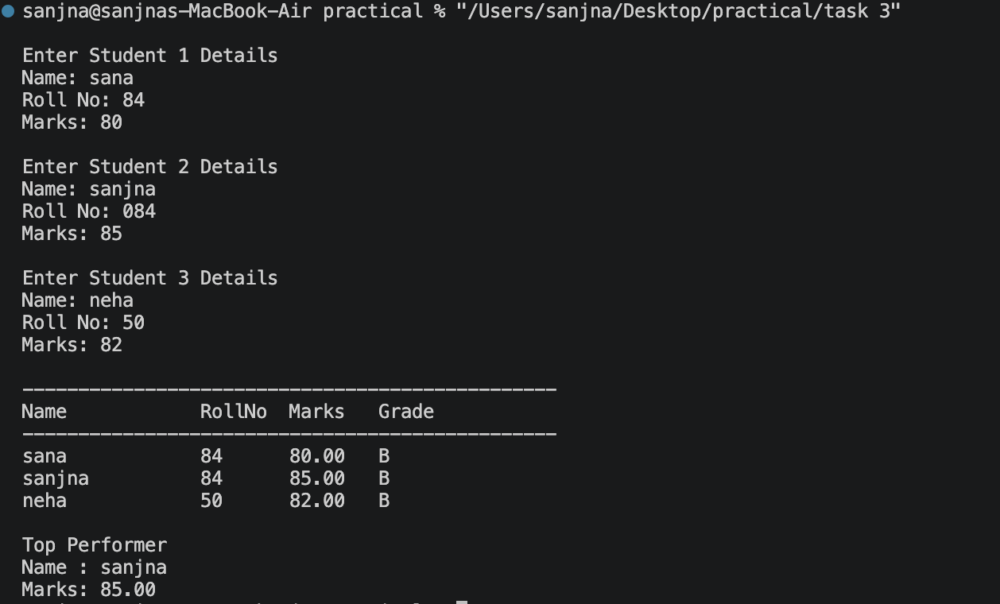 sanjna@sanjnas-MacBook-Air practical % "/Users/sanjna/Desktop/practical/task 3"
Enter Student 1 Details
Name: sana
Roll No: 84
Marks: 80
Enter Student 2 Details
Name: sanjna
Roll No: 084
Marks: 85
Enter Student 3 Details
Name: neha
Roll No: 50
Marks: 82
------------------------------------------------
Name            RollNo  Marks   Grade
------------------------------------------------
sana            84      80.00   B
sanjna          84      85.00   B
neha            50      82.00   B
Top Performer
Name : sanjna
Marks: 85.00